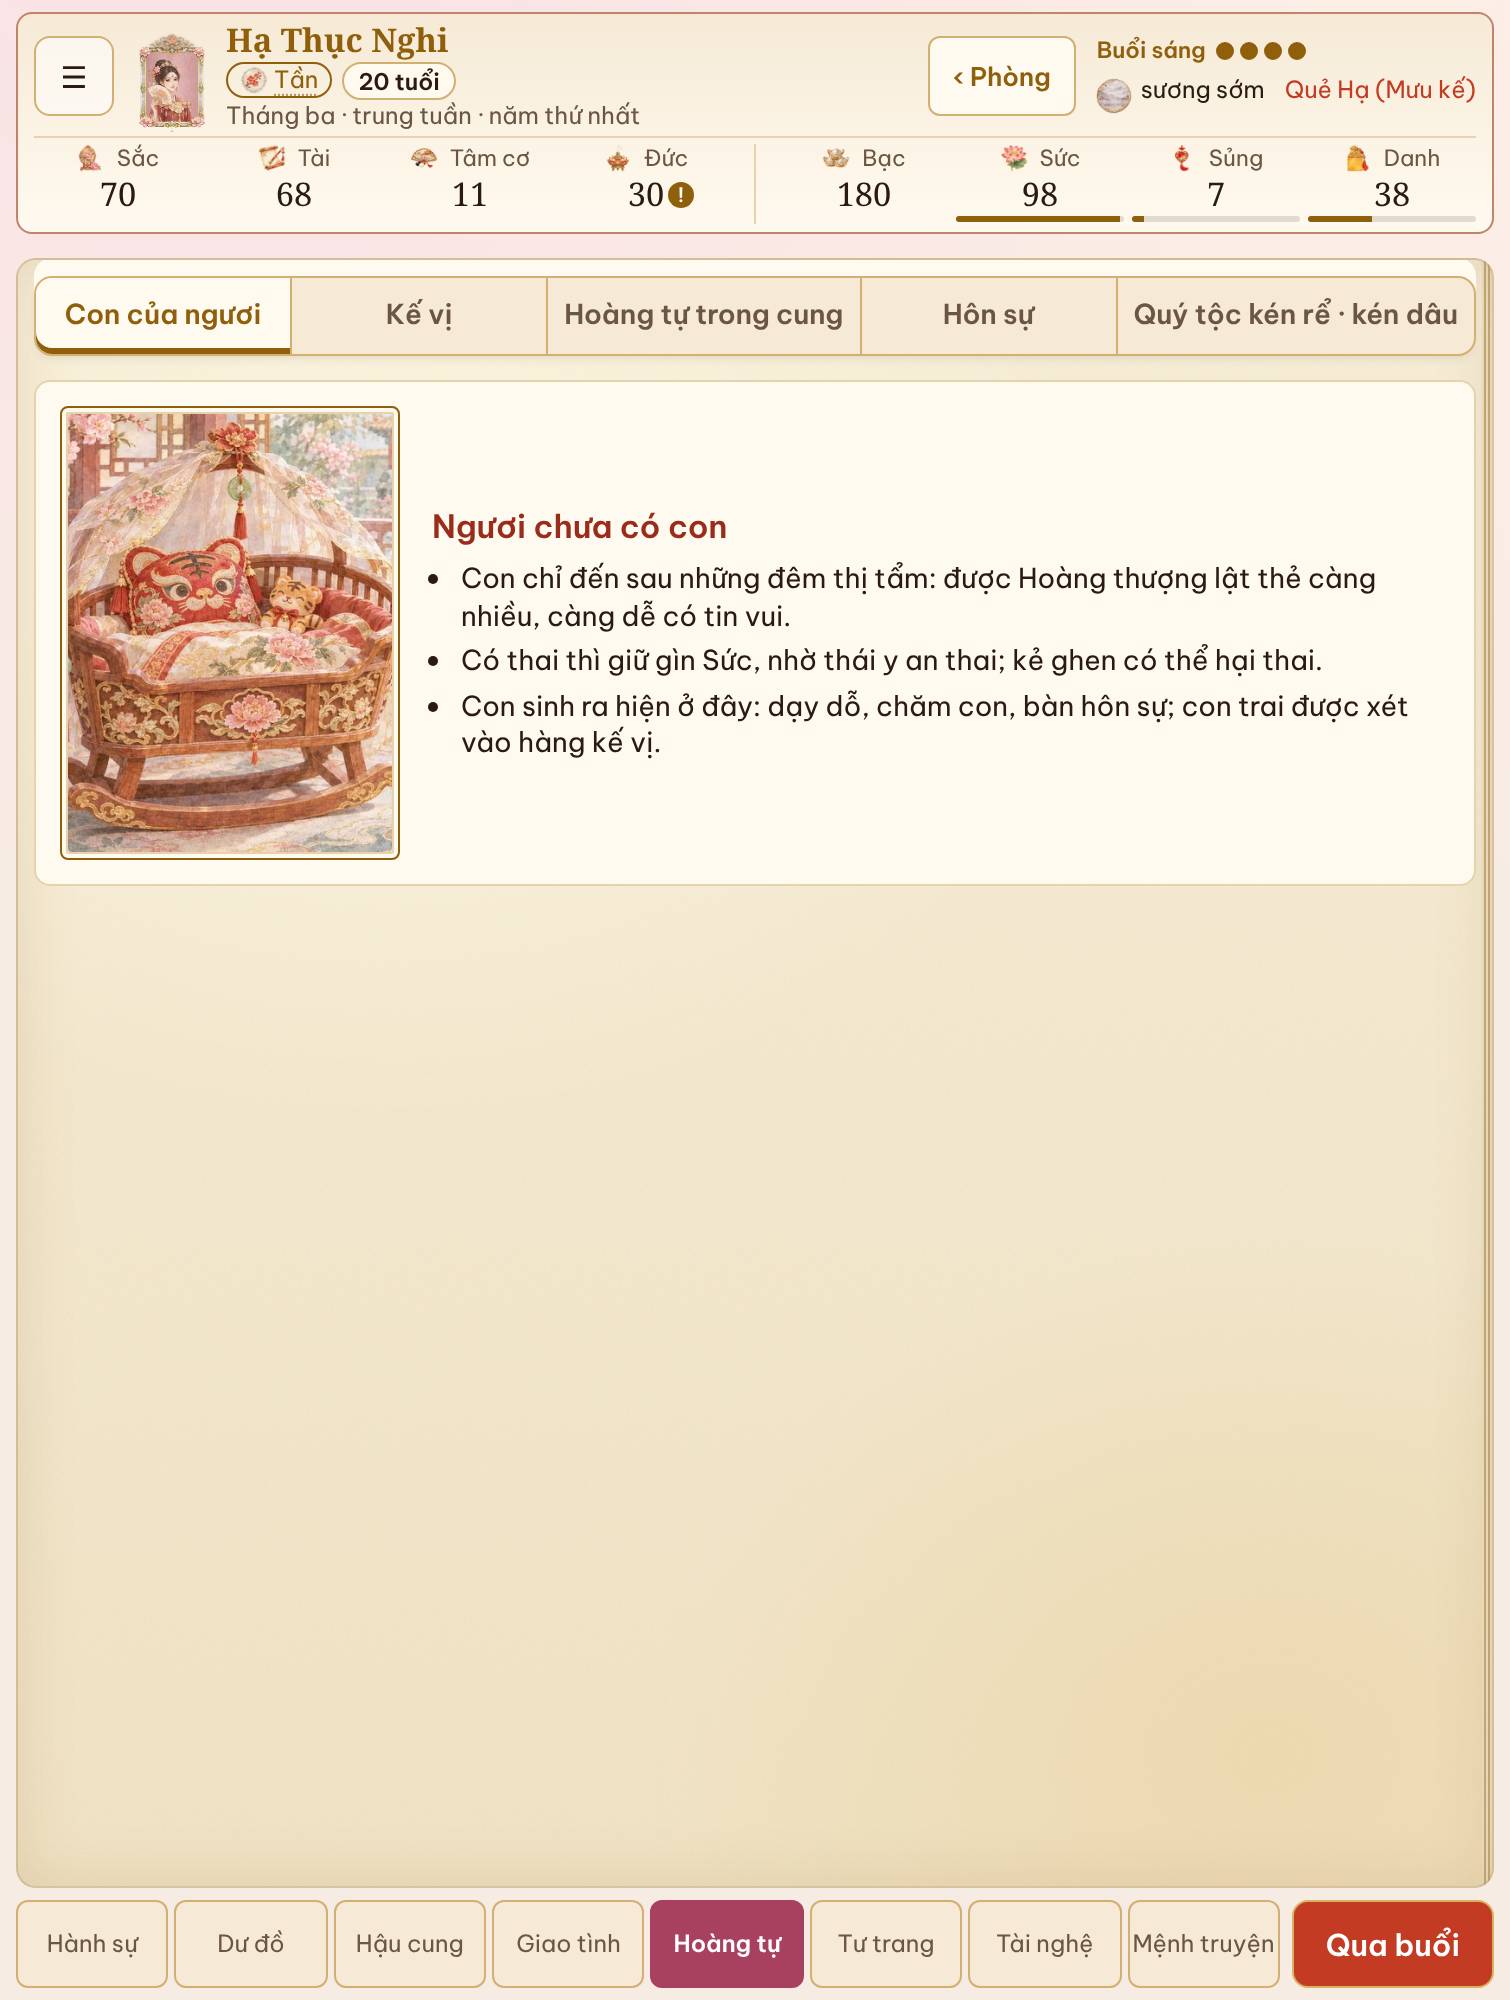 ☰
Hạ Thục Nghi
Tần
20 tuổi
Tháng ba · trung tuần · năm thứ nhất
‹ Phòng
Buổi sáng
sương sớm
Quẻ Hạ (Mưu kế)
Sắc
70
Tài
68
Tâm cơ
11
Đức
30 !
Bạc
180
Sức
98
Sủng
7
Danh
38
Con của ngươi
Kế vị
Hoàng tự trong cung
Hôn sự
Quý tộc kén rể · kén dâu
Ngươi chưa có con
• Con chỉ đến sau những đêm thị tẩm: được Hoàng thượng lật thẻ càng
nhiều, càng dễ có tin vui.
• Có thai thì giữ gìn Sức, nhờ thái y an thai; kẻ ghen có thể hại thai.
• Con sinh ra hiện ở đây: dạy dỗ, chăm con, bàn hôn sự; con trai được xét
vào hàng kế vị.
Hành sự
Dư đồ
Hậu cung
Giao tình
Hoàng tự
Tư trang
Tài nghệ
Mệnh truyện
Qua buổi